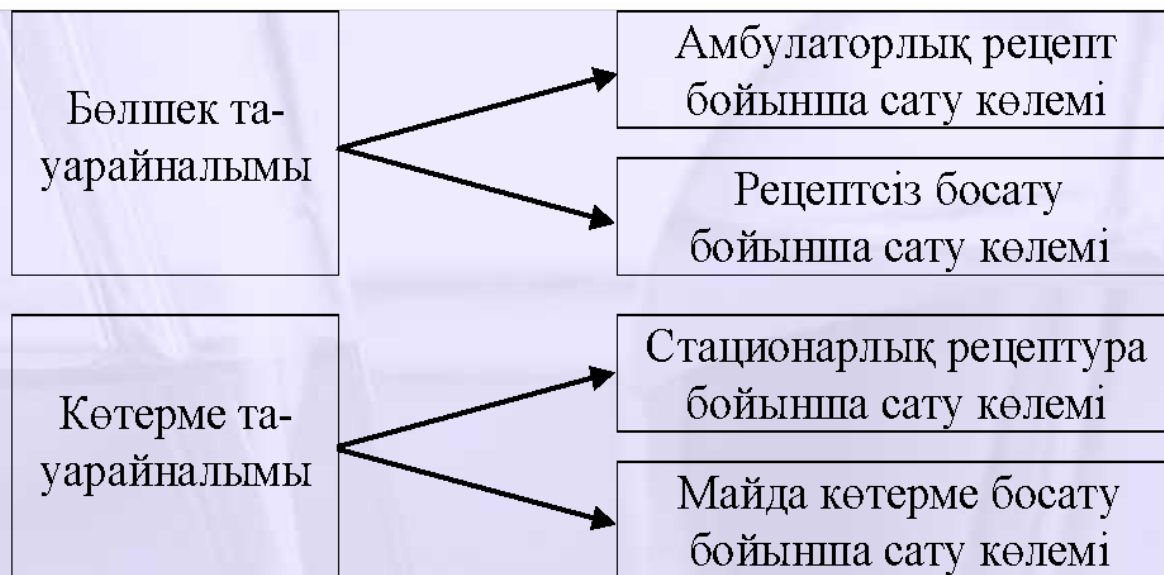 Бөлшек та-
уарайналымы
Амбулаторлық рецепт
бойынша сату көлемі
Рецептсіз босату
бойынша сату көлемі
Көтерме та-
уарайналымы
Стационарлық рецептура
бойынша сату көлемі
Майда көтерме босату
бойынша сату көлемі